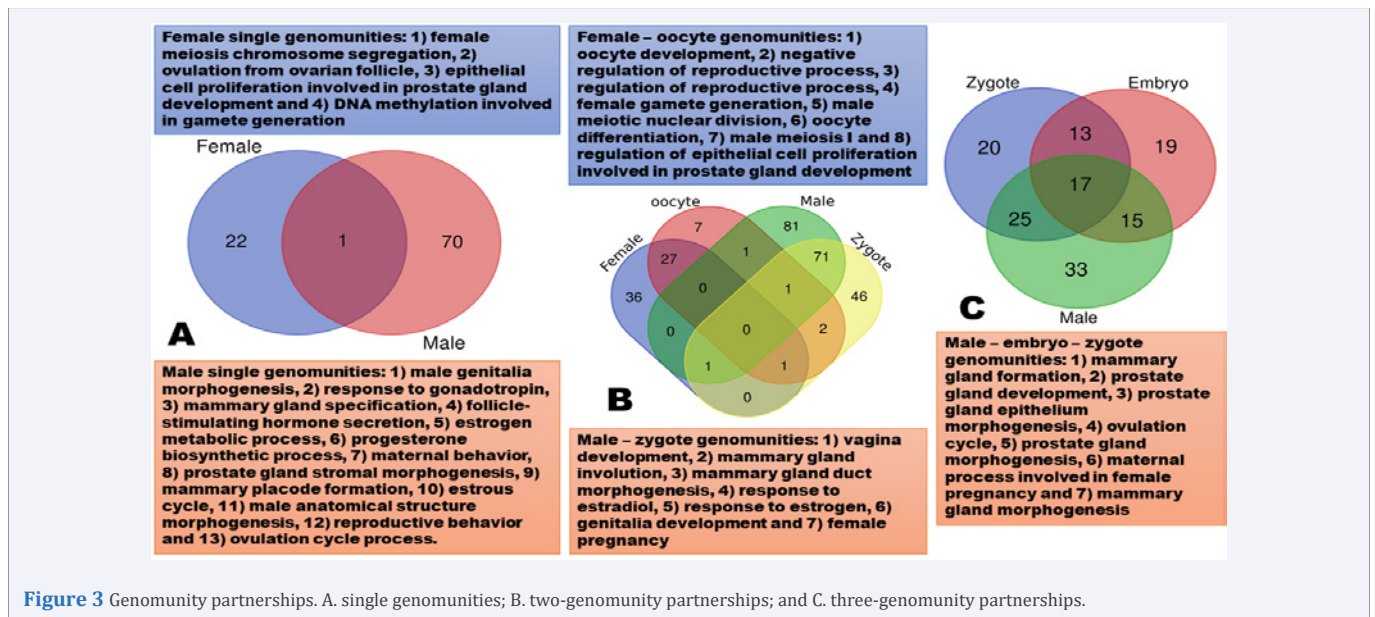 Female single genomunities: 1) female
meiosis chromosome segregation, 2)
ovulation from ovarian follicle, 3) epithelial
cell proliferation involved in prostate gland
development and 4) DNA methylation involved
in gamete generation
Female
22
1
70
Male
A
Male single genomunities: 1) male genitalia
morphogenesis, 2) response to gonadotropin,
3) mammary gland specification, 4) follicle-
stimulating hormone secretion, 5) estrogen
metabolic process, 6) progesterone
biosynthetic process, 7) maternal behavior,
8) prostate gland stromal morphogenesis, 9)
mammary placode formation, 10) estrous
cycle, 11) male anatomical structure
morphogenesis, 12) reproductive behavior
and 13) ovulation cycle process.
Female – oocyte genomunities: 1)
oocyte development, 2) negative
regulation of reproductive process, 3)
regulation of reproductive process, 4)
female gamete generation, 5) male
meiotic nuclear division, 6) oocyte
differentiation, 7) male meiosis I and 8)
regulation of epithelial cell proliferation
involved in prostate gland development
oocyte
Male
Female
Zygote
7
81
27
1
71
36
0
1
46
0
0
2
1
1
0
B
Male – zygote genomunities: 1) vagina
development, 2) mammary gland
involution, 3) mammary gland duct
morphogenesis, 4) response to
estradiol, 5) response to estrogen, 6)
genitalia development and 7) female
pregnancy
Zygote
Embryo
20
13
19
17
25
15
33
C
Male
Male – embryo – zygote
genomunities: 1) mammary
gland formation, 2) prostate
gland development, 3) prostate
gland epithelium
morphogenesis, 4) ovulation
cycle, 5) prostate gland
morphogenesis, 6) maternal
process involved in female
pregnancy and 7) mammary
gland morphogenesis
Figure 3 Genomunity partnerships. A. single genomunities; B. two-genomunity partnerships; and C. three-genomunity partnerships.